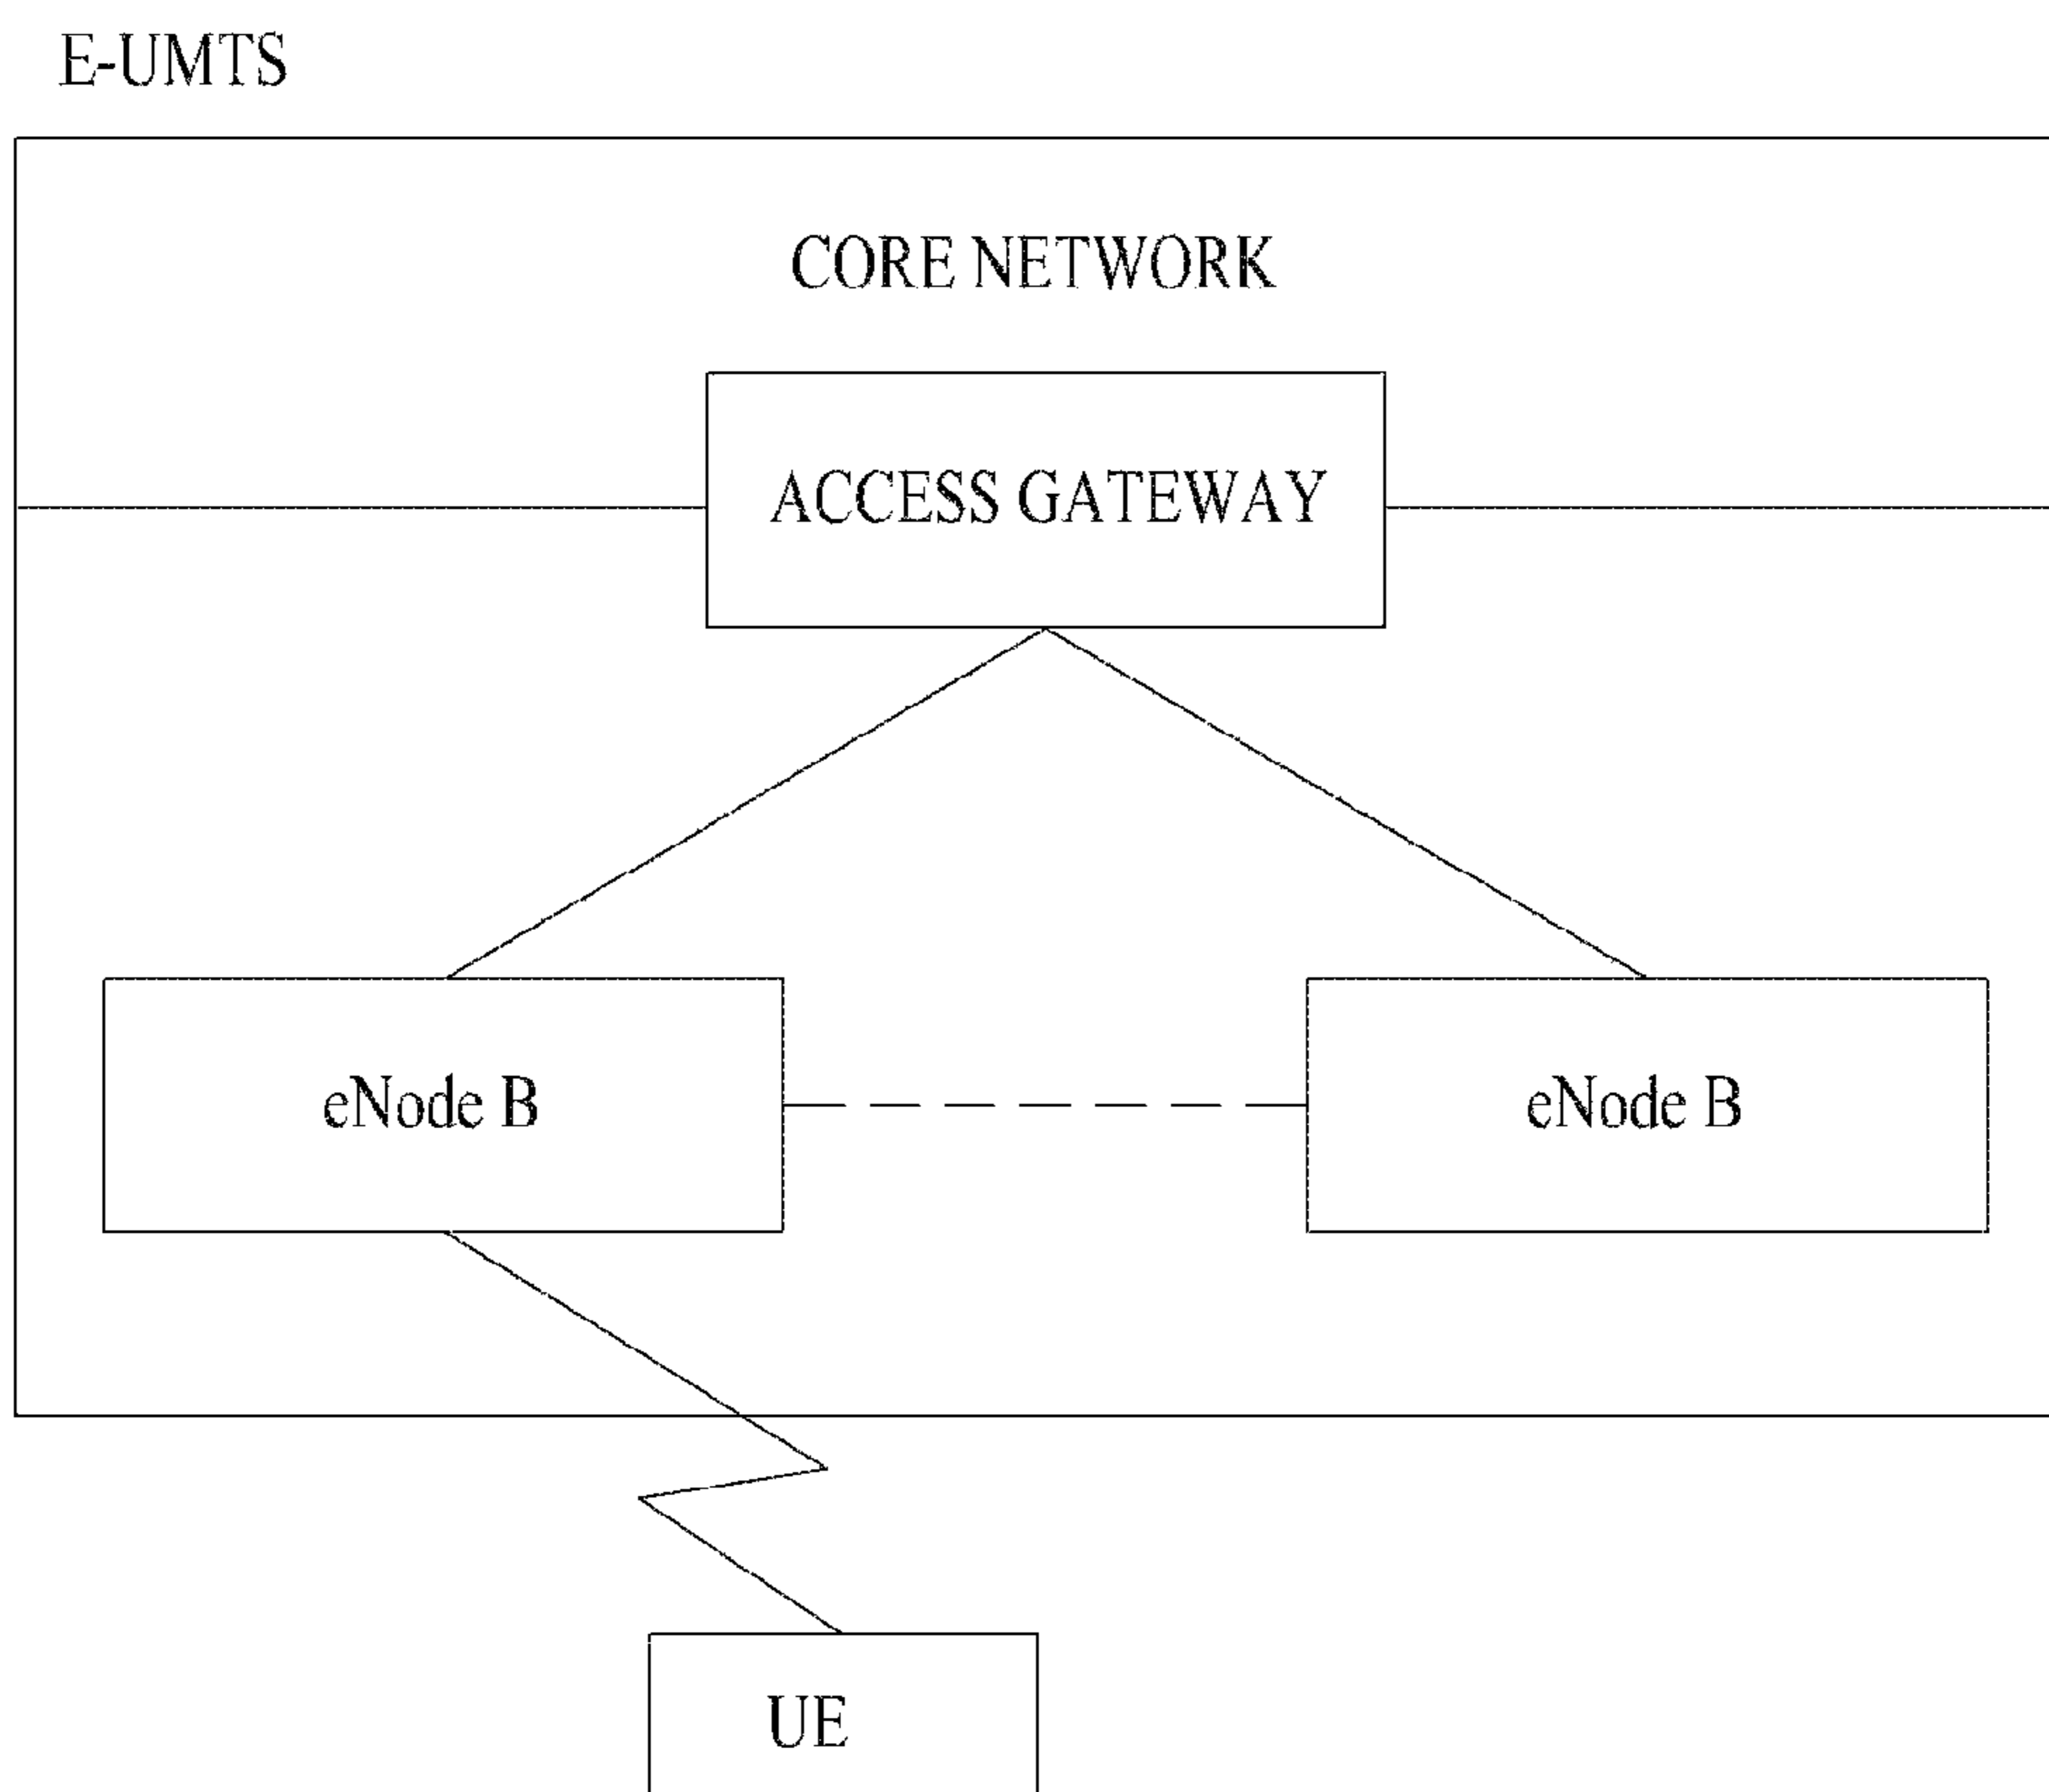 E-UMTS
CORE NETWORK
ACCESS GATEWAY
eNode B
eNode B
UE